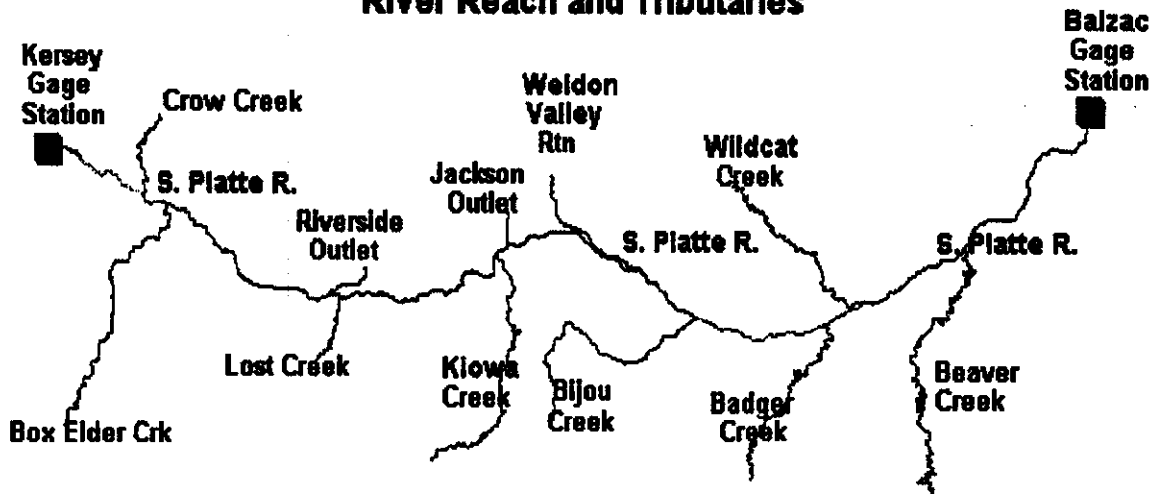 River Reach and Tributaries
Kersey
Gage
Station
Crow Creek
S. Platte R.
Riverside
Outlet
Lost Creek
Box Elder Crk
Jackson
Outlet
Kiowa
Creek
Weldon
Valley
Rtn
Bijou
Creek
S. Platte R.
Wildcat
Creek
Badger
Creek
S. Platte R.
Beaver
Creek
Balzac
Gage
Station